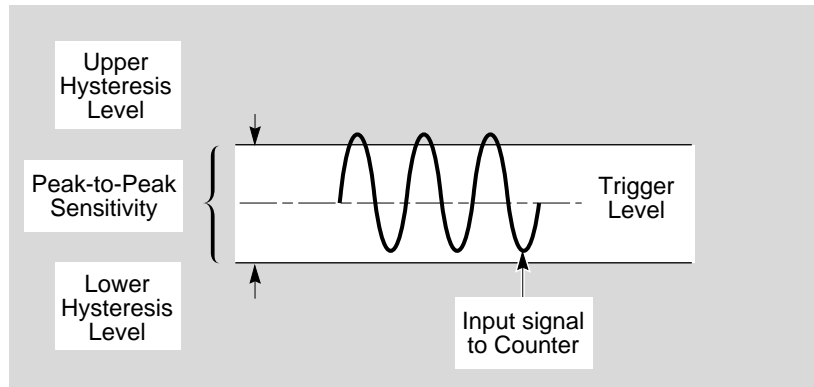 Upper
Hysteresis
Level
Peak-to-Peak
Sensitivity
Trigger
Level
Lower
Hysteresis
Level
Input signal
to Counter